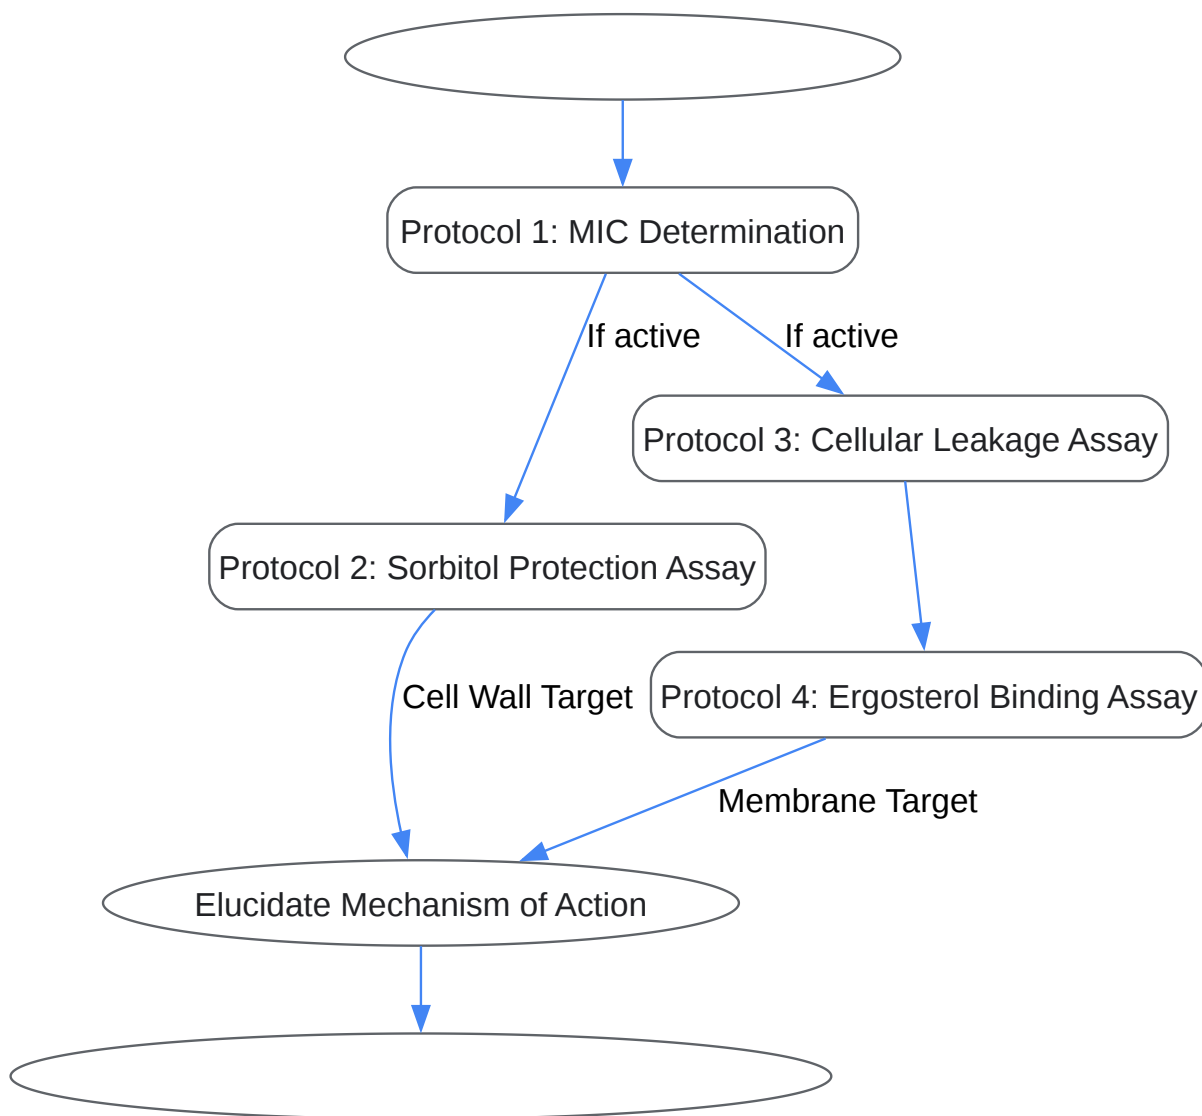 Protocol 1: MIC Determination
If active
If active
Protocol 3: Cellular Leakage Assay
Protocol 2: Sorbitol Protection Assay
Cell Wall Target
Protocol 4: Ergosterol Binding Assay
Membrane Target
Elucidate Mechanism of Action